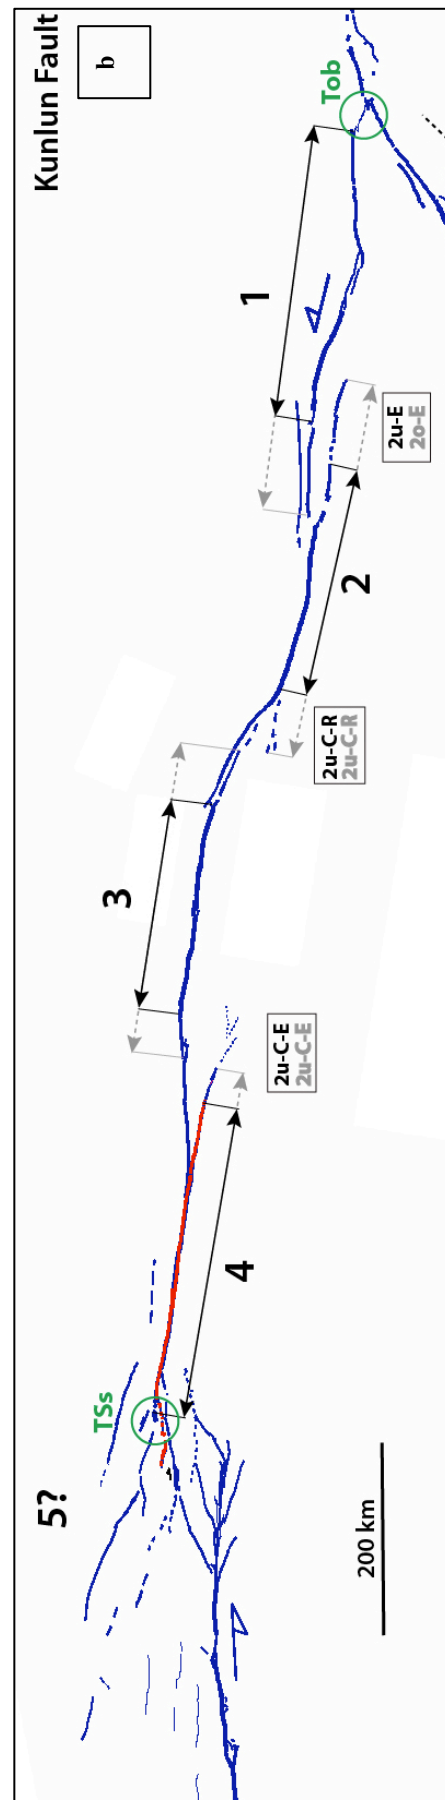 Kunlun Fault
b
5?
TSs
4
2u-C-E
2u-C-E
3
2u-C-R
2u-C-R
2
2u-E
2o-E
1
Tob
200 km